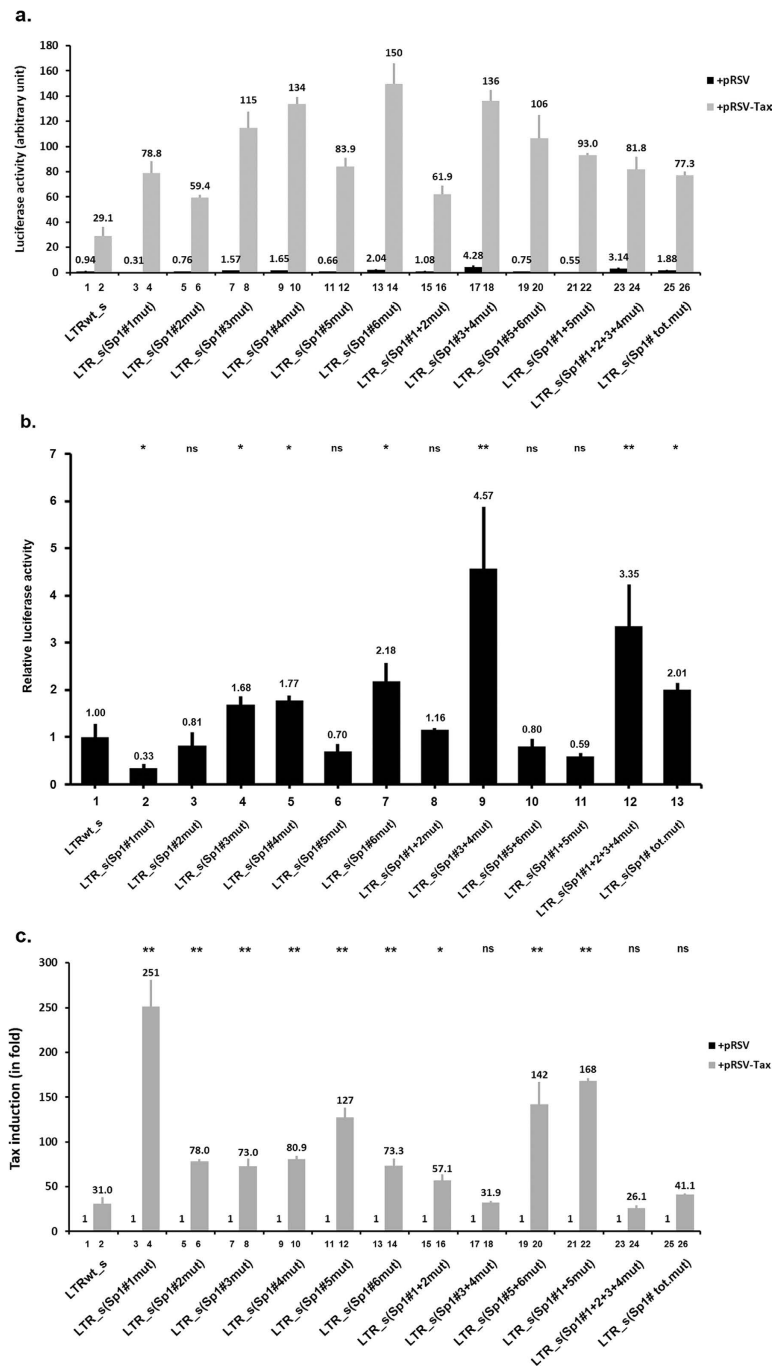 a.
Luciferase activity (arbitrary unit)
180
160
140
120
100
80
60
40
20
0
0.94 29.1 0.31 78.8 0.76 59.4 1.57 115 1.65 134 0.66 83.9 2.04 150 1.08 61.9 4.28 136 0.75 106 0.55 93.0 3.14 81.8 1.88 77.3
+pRSV
+pRSV-Tax
1 2 3 4 5 6 7 8 9 10 11 12 13 14 15 16 17 18 19 20 21 22 23 24 25 26
LTRwt_s
LTR_s(Sp1#1mut)
LTR_s(Sp1#2mut)
LTR_s(Sp1#3mut)
LTR_s(Sp1#4mut)
LTR_s(Sp1#5mut)
LTR_s(Sp1#6mut)
LTR_s(Sp1#1+2mut)
LTR_s(Sp1#3+4mut)
LTR_s(Sp1#5+6mut)
LTR_s(Sp1#1+5mut)
LTR_s(Sp1#1+2+3+4mut)
LTR_s(Sp1# tot.mut)
b.
* ns * * ns * ns ** ns ns ** *
Relative luciferase activity
7
6
5
4
3
2
1
0
1.00 0.33 0.81 1.68 1.77 0.70 2.18 1.16 4.57 0.80 0.59 3.35 2.01
1 2 3 4 5 6 7 8 9 10 11 12 13
LTRwt_s
LTR_s(Sp1#1mut)
LTR_s(Sp1#2mut)
LTR_s(Sp1#3mut)
LTR_s(Sp1#4mut)
LTR_s(Sp1#5mut)
LTR_s(Sp1#6mut)
LTR_s(Sp1#1+2mut)
LTR_s(Sp1#3+4mut)
LTR_s(Sp1#5+6mut)
LTR_s(Sp1#1+5mut)
LTR_s(Sp1#1+2+3+4mut)
LTR_s(Sp1# tot.mut)
c.
** ** ** ** ** ** * ns ** ** ns ns
Tax induction (in fold)
300
250
200
150
100
50
0
1 31.0 1 251 1 78.0 1 73.0 1 80.9 1 127 1 73.3 1 57.1 1 31.9 1 142 1 168 1 26.1 1 41.1
+pRSV
+pRSV-Tax
1 2 3 4 5 6 7 8 9 10 11 12 13 14 15 16 17 18 19 20 21 22 23 24 25 26
LTRwt_s
LTR_s(Sp1#1mut)
LTR_s(Sp1#2mut)
LTR_s(Sp1#3mut)
LTR_s(Sp1#4mut)
LTR_s(Sp1#5mut)
LTR_s(Sp1#6mut)
LTR_s(Sp1#1+2mut)
LTR_s(Sp1#3+4mut)
LTR_s(Sp1#5+6mut)
LTR_s(Sp1#1+5mut)
LTR_s(Sp1#1+2+3+4mut)
LTR_s(Sp1# tot.mut)